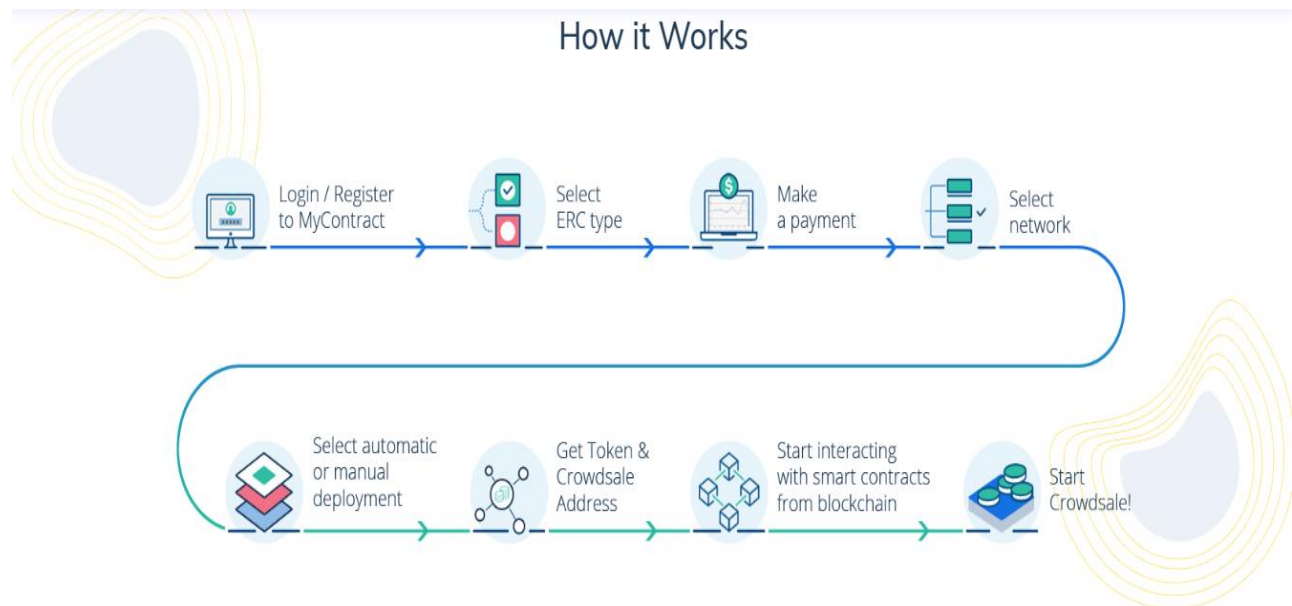 How it Works
Login / Register
to MyContract
Select
ERC type
Make
a payment
Select
network
Select automatic
or manual
deployment
Get Token &
Crowdsale
Address
Start interacting
with smart contracts
from blockchain
Start
Crowdsale!